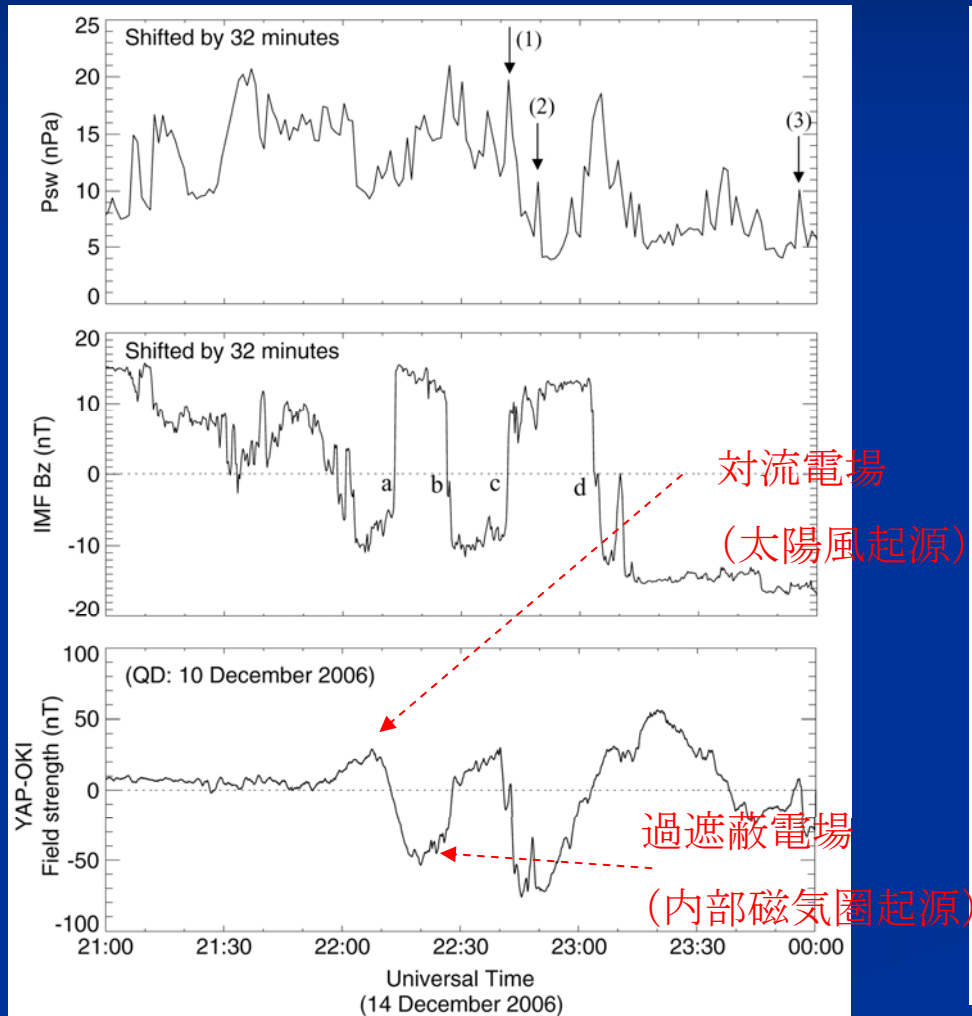 25
Shifted by 32 minutes
(1)
20
(2)
(3)
15
Psw (nPa)
10
5
0
20
Shifted by 32 minutes
10
IMF Bz (nT)
0
a
b
c
d
対流電場
(太陽風起源)
-10
-20
100
(QD: 10 December 2006)
YAP-OKI
Field strength (nT)
50
0
過遮蔽電場
-50
(内部磁気圏起源)
-100
21:00 21:30 22:00 22:30 23:00 23:30 00:00
Universal Time
(14 December 2006)